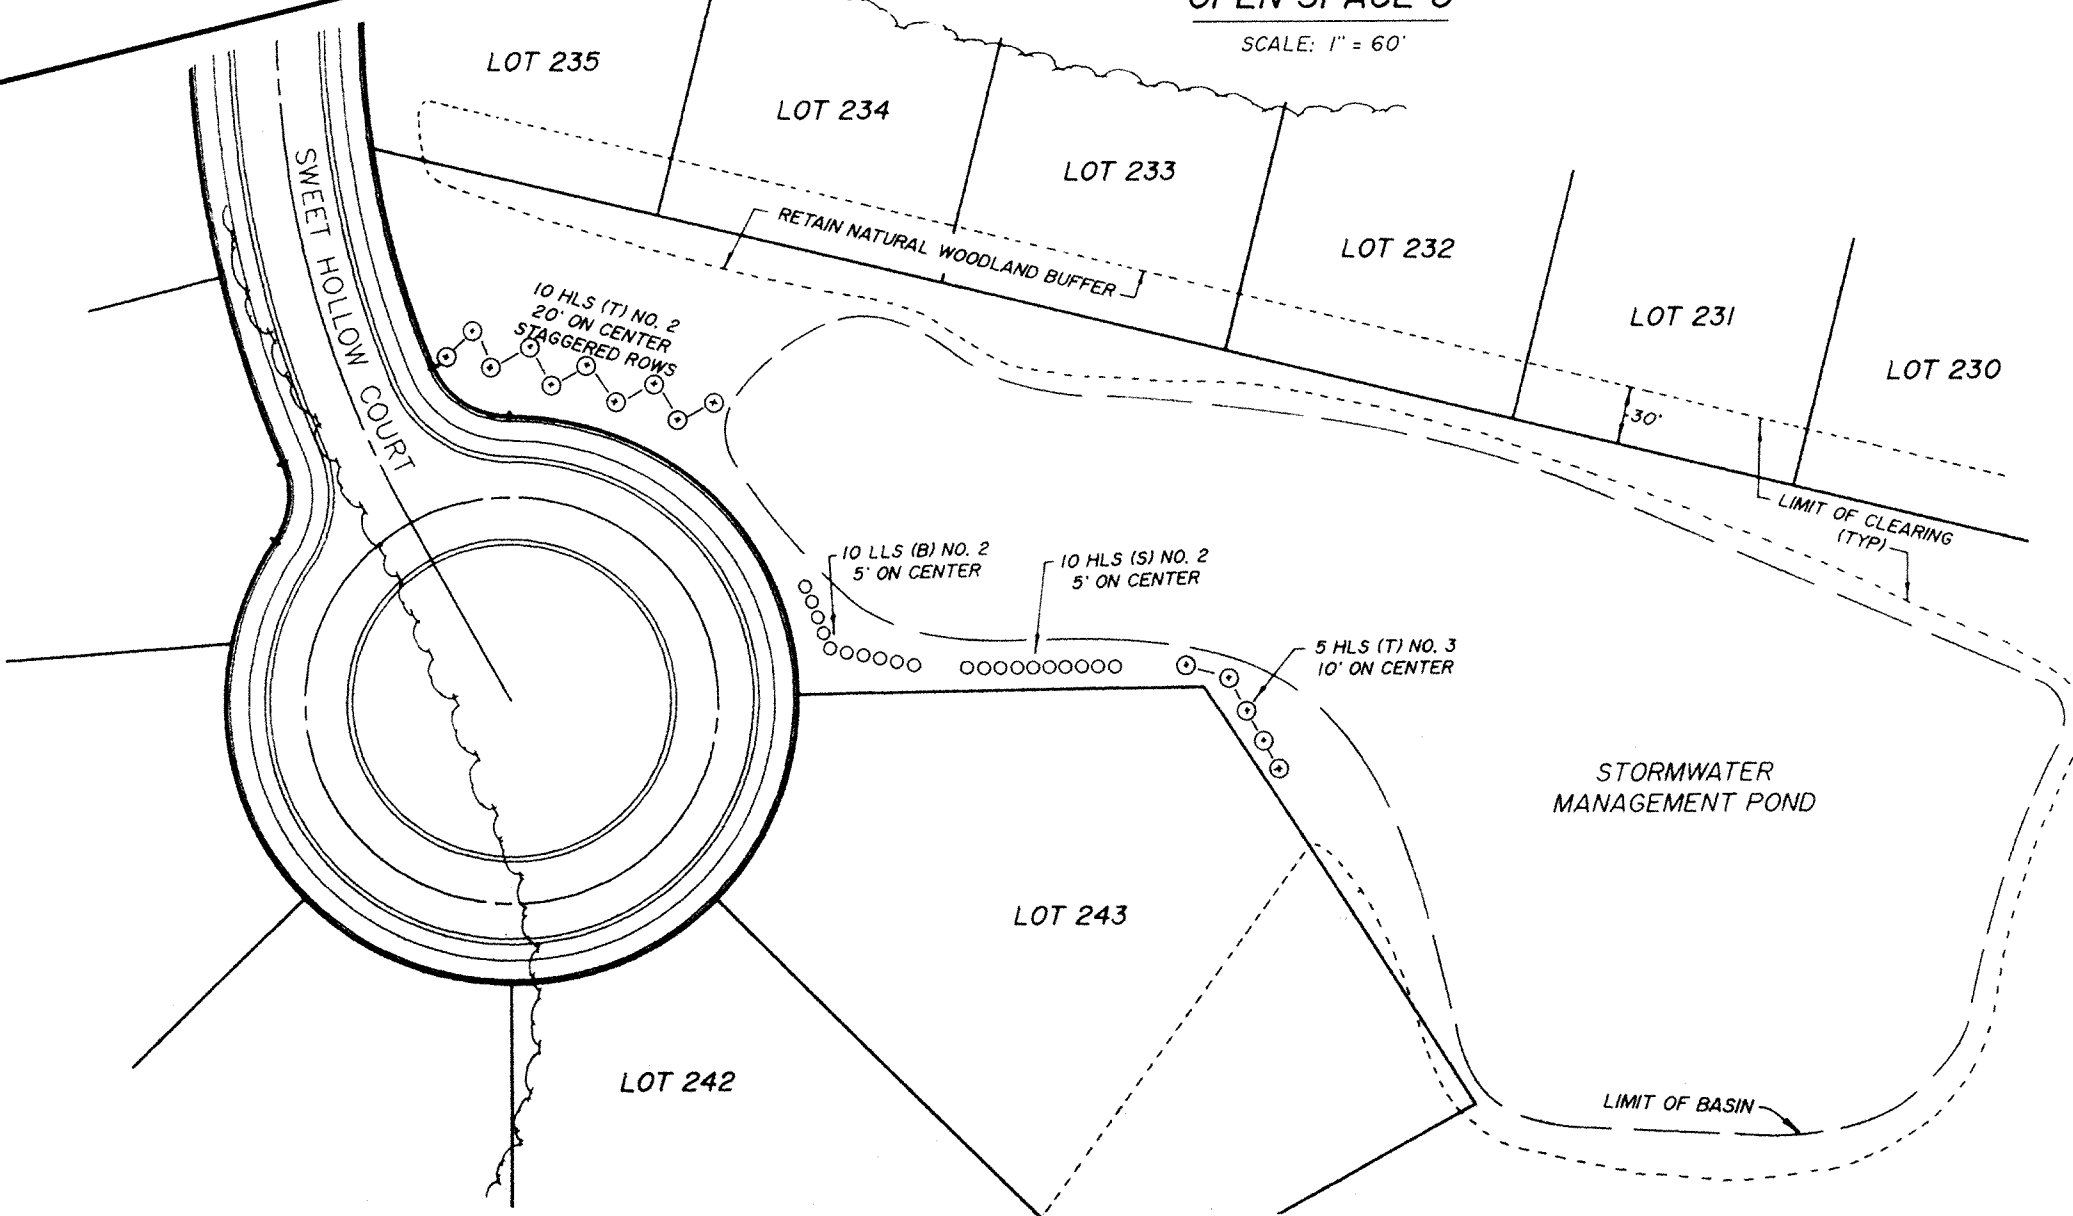 OPEN SPACE
SCALE: 1" = 60'
LOT 235
LOT 234
LOT 233
LOT 232
LOT 231
LOT 230
RETAIN NATURAL WOODLAND BUFFER
SWEET HOLLOW COURT
10 HLS (T) NO. 2
20' ON CENTER
STAGGERED ROWS
30'
LIMIT OF CLEARING
(TYP)
10 LLS (B) NO. 2
5' ON CENTER
10 HLS (S) NO. 2
5' ON CENTER
5 HLS (T) NO. 3
10' ON CENTER
STORMWATER
MANAGEMENT POND
LOT 243
LOT 242
LIMIT OF BASIN